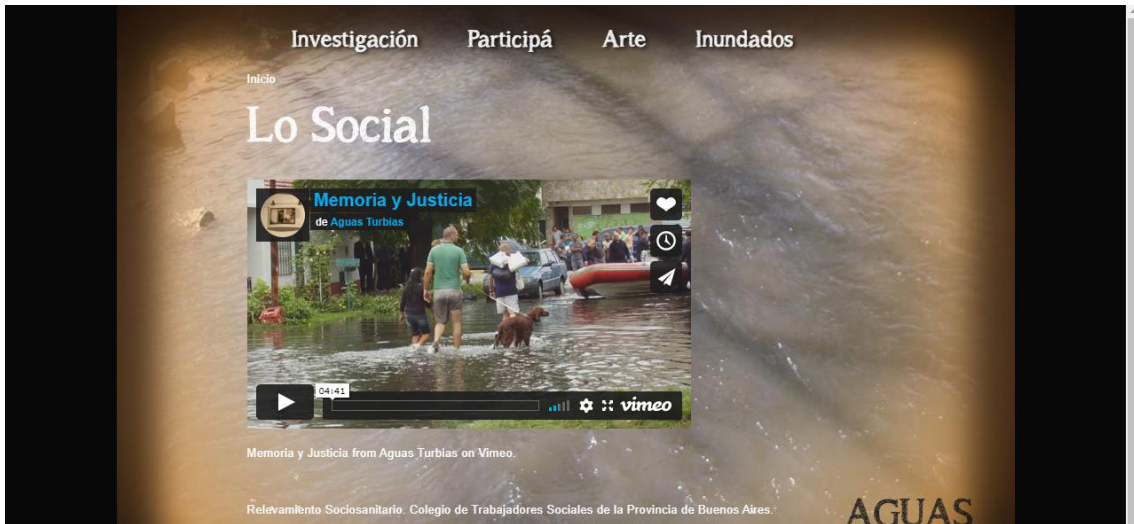 Investigación Participá Arte Inundados
Inicio
Lo Social
Memoria y Justicia
de Aguas Turbias
04:41
vimeo
Memoria y Justicia from Aguas Turbias on Vimeo.
Relevamiento Sociosanitario. Colegio de Trabajadores Sociales de la Provincia de Buenos Aires.
AGUAS